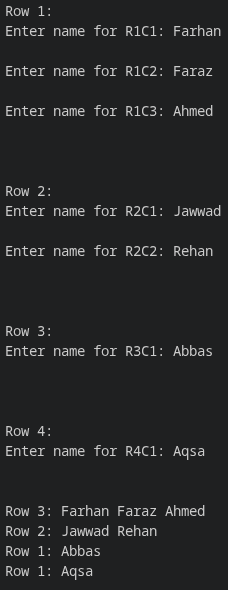 Row 1:
Enter name for R1C1: Farhan
Enter name for R1C2: Faraz
Enter name for R1C3: Ahmed
Row 2:
Enter name for R2C1: Jawwad
Enter name for R2C2: Rehan
Row 3:
Enter name for R3C1: Abbas
Row 4:
Enter name for R4C1: Aqsa
Row 3: Farhan Faraz Ahmed
Row 2: Jawwad Rehan
Row 1: Abbas
Row 1: Aqsa